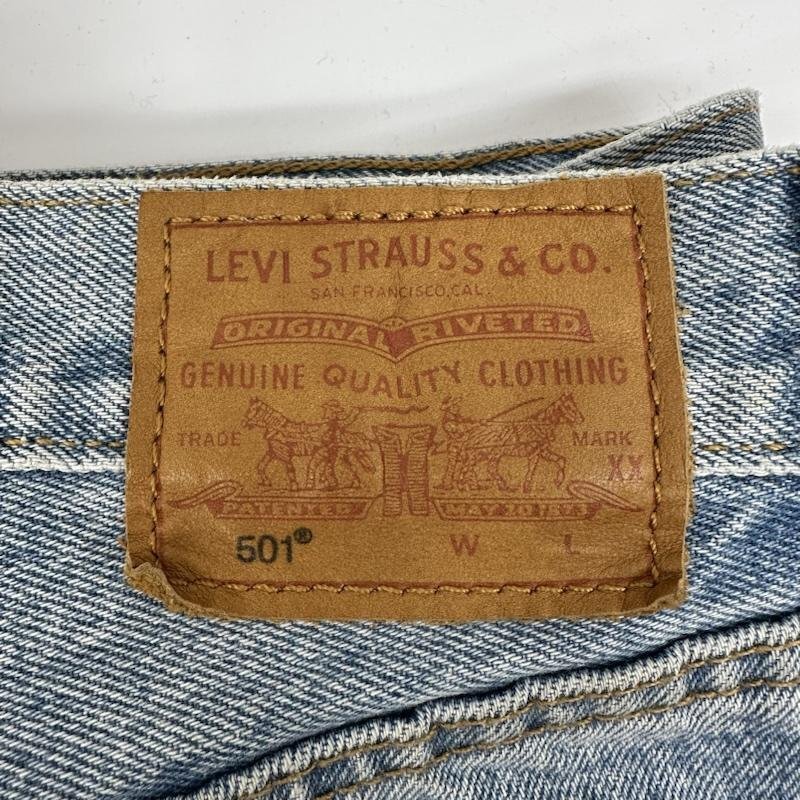 LEVI STRAUSS & CO.
SAN FRANCISCO, CAL.
ORIGINAL RIVETED
GENUINE QUALITY CLOTHING
TRADE MARK
XX
PATENTED MAY 20 1873
501® W L